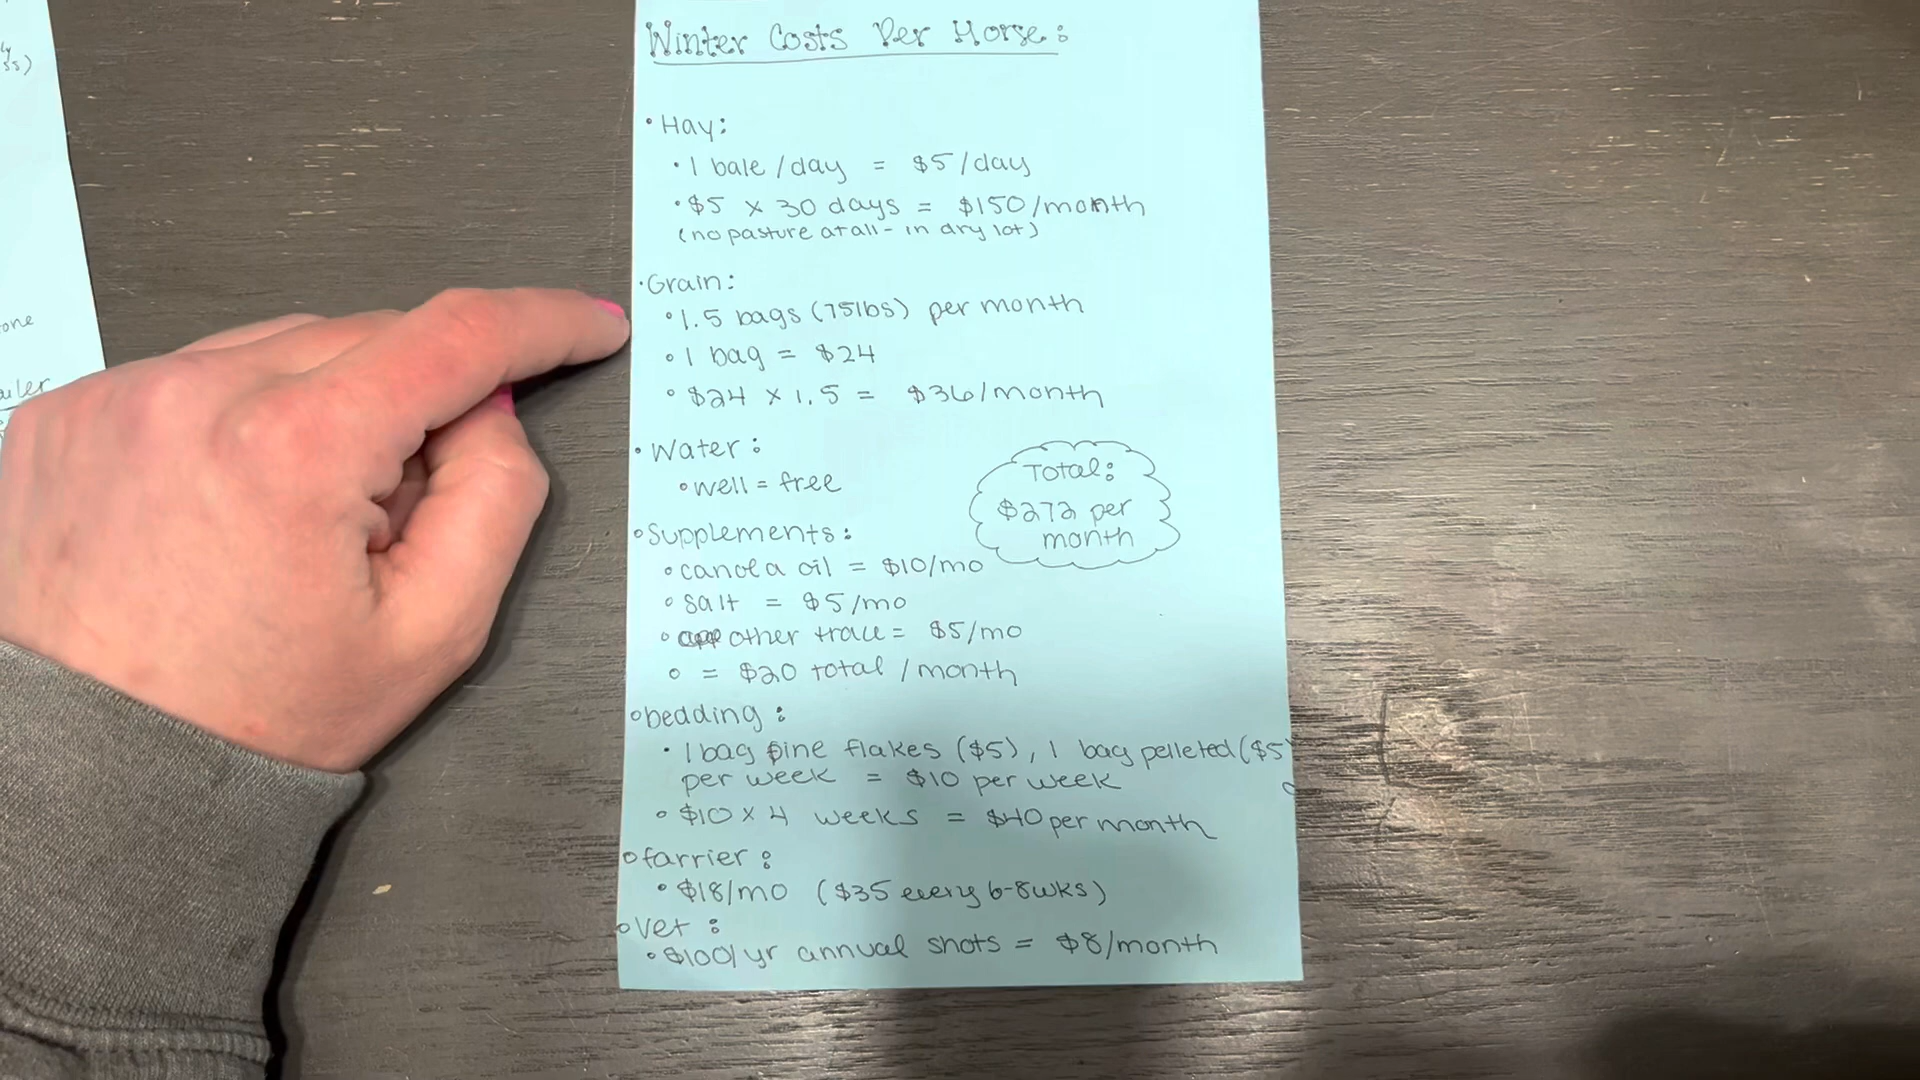 ly
ss)
one
Winter Costs Per Horse:
• Hay:
• 1 bale/day = $5/day
• $5 x 30 days = $150/month
(no pasture at all - in dry lot)
• Grain:
• 1.5 bags (75lbs) per month
• 1 bag = $24
• $24 x 1.5 = $36/month
• Water:
• well = free
Total:
$272 per
month
• Supplements:
• canola oil = $10/mo
• salt = $5/mo
• other trace = $5/mo
• = $20 total/month
• bedding:
• 1 bag pine flakes ($5), 1 bag pelleted ($5)
per week = $10 per week
• $10 x 4 weeks = $40 per month
• farrier:
• $18/mo ($35 every 6-8wks)
• Vet:
• $100/yr annual shots = $8/month